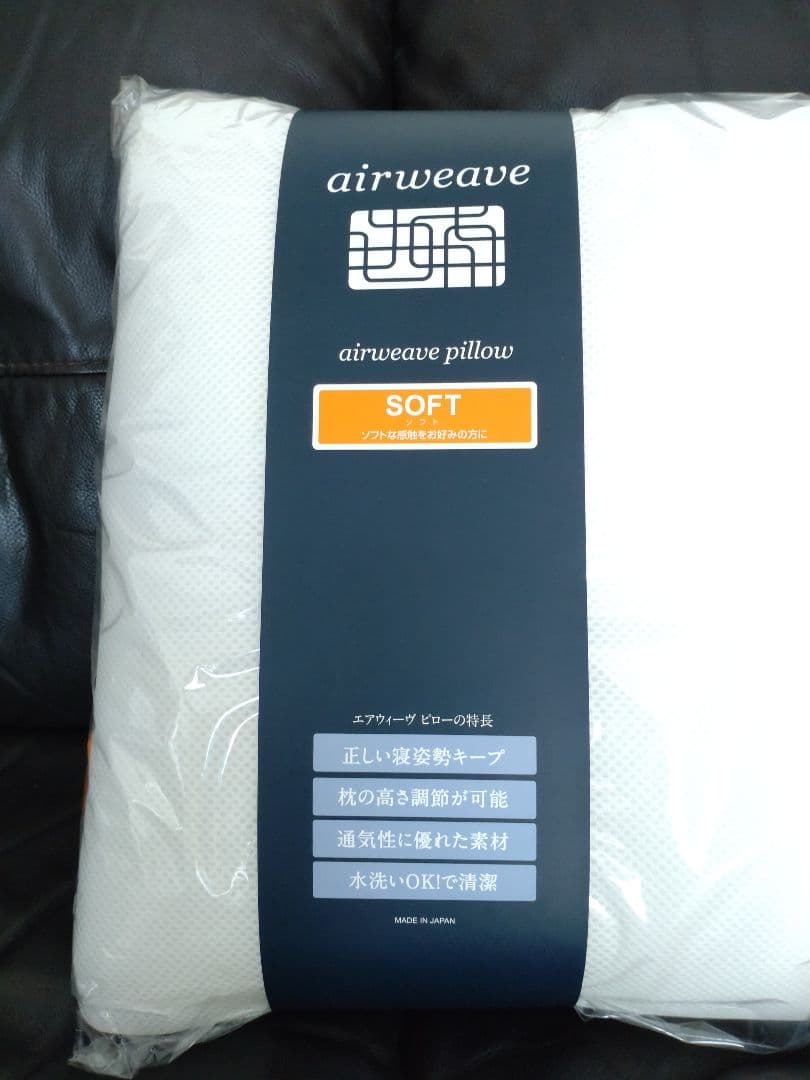 airweave
airweave pillow
SOFT
ソフト
ソフトな感触をお好みの方に
エアウィーヴ ピローの特長
正しい寝姿勢キープ
枕の高さ調節が可能
通気性に優れた素材
水洗いOK!で清潔
MADE IN JAPAN